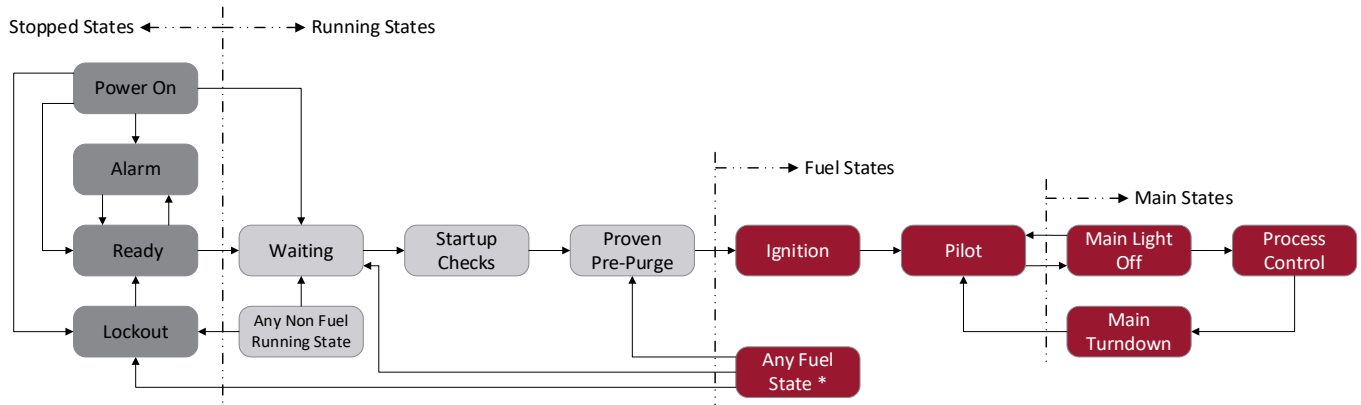 Stopped States
Running States
Power On
Alarm
Fuel States
Main States
Ready
Waiting
Startup
Checks
Proven
Pre-Purge
Ignition
Pilot
Main Light
Off
Process
Control
Lockout
Any Non Fuel
Running State
Main
Turndown
Any Fuel
State *